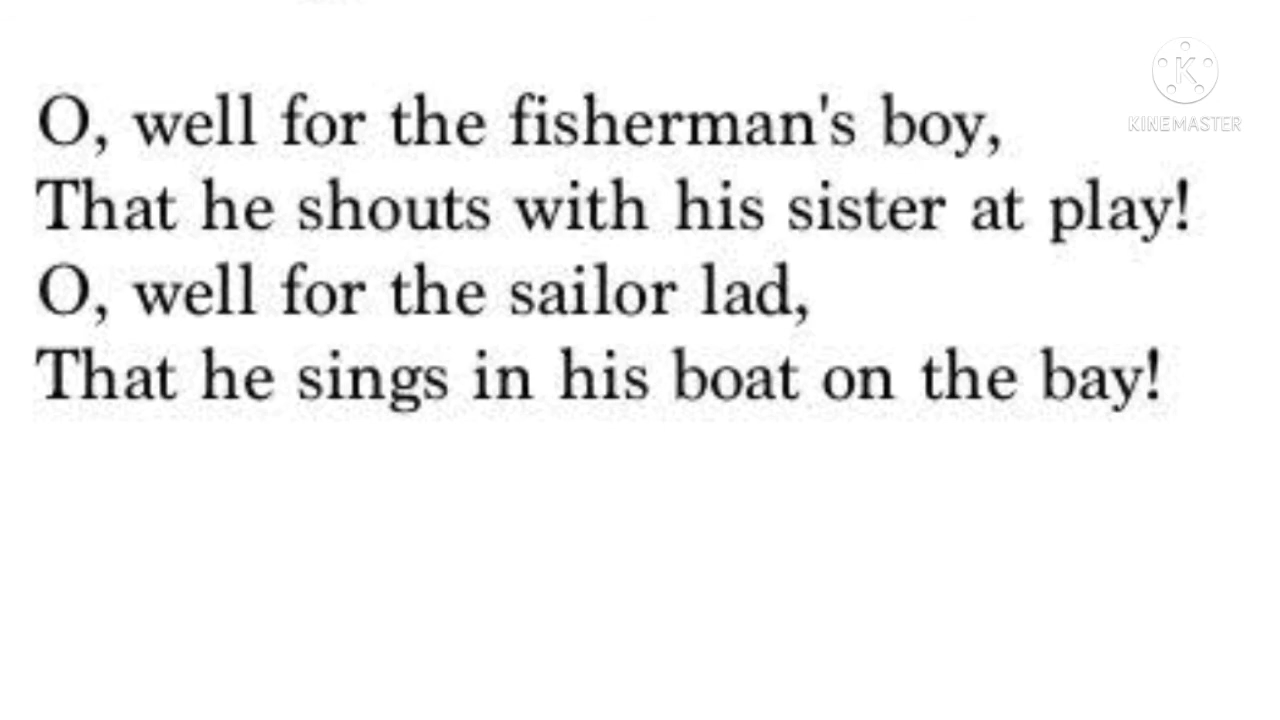 KINEMASTER
O, well for the fisherman's boy,
That he shouts with his sister at play!
O, well for the sailor lad,
That he sings in his boat on the bay!